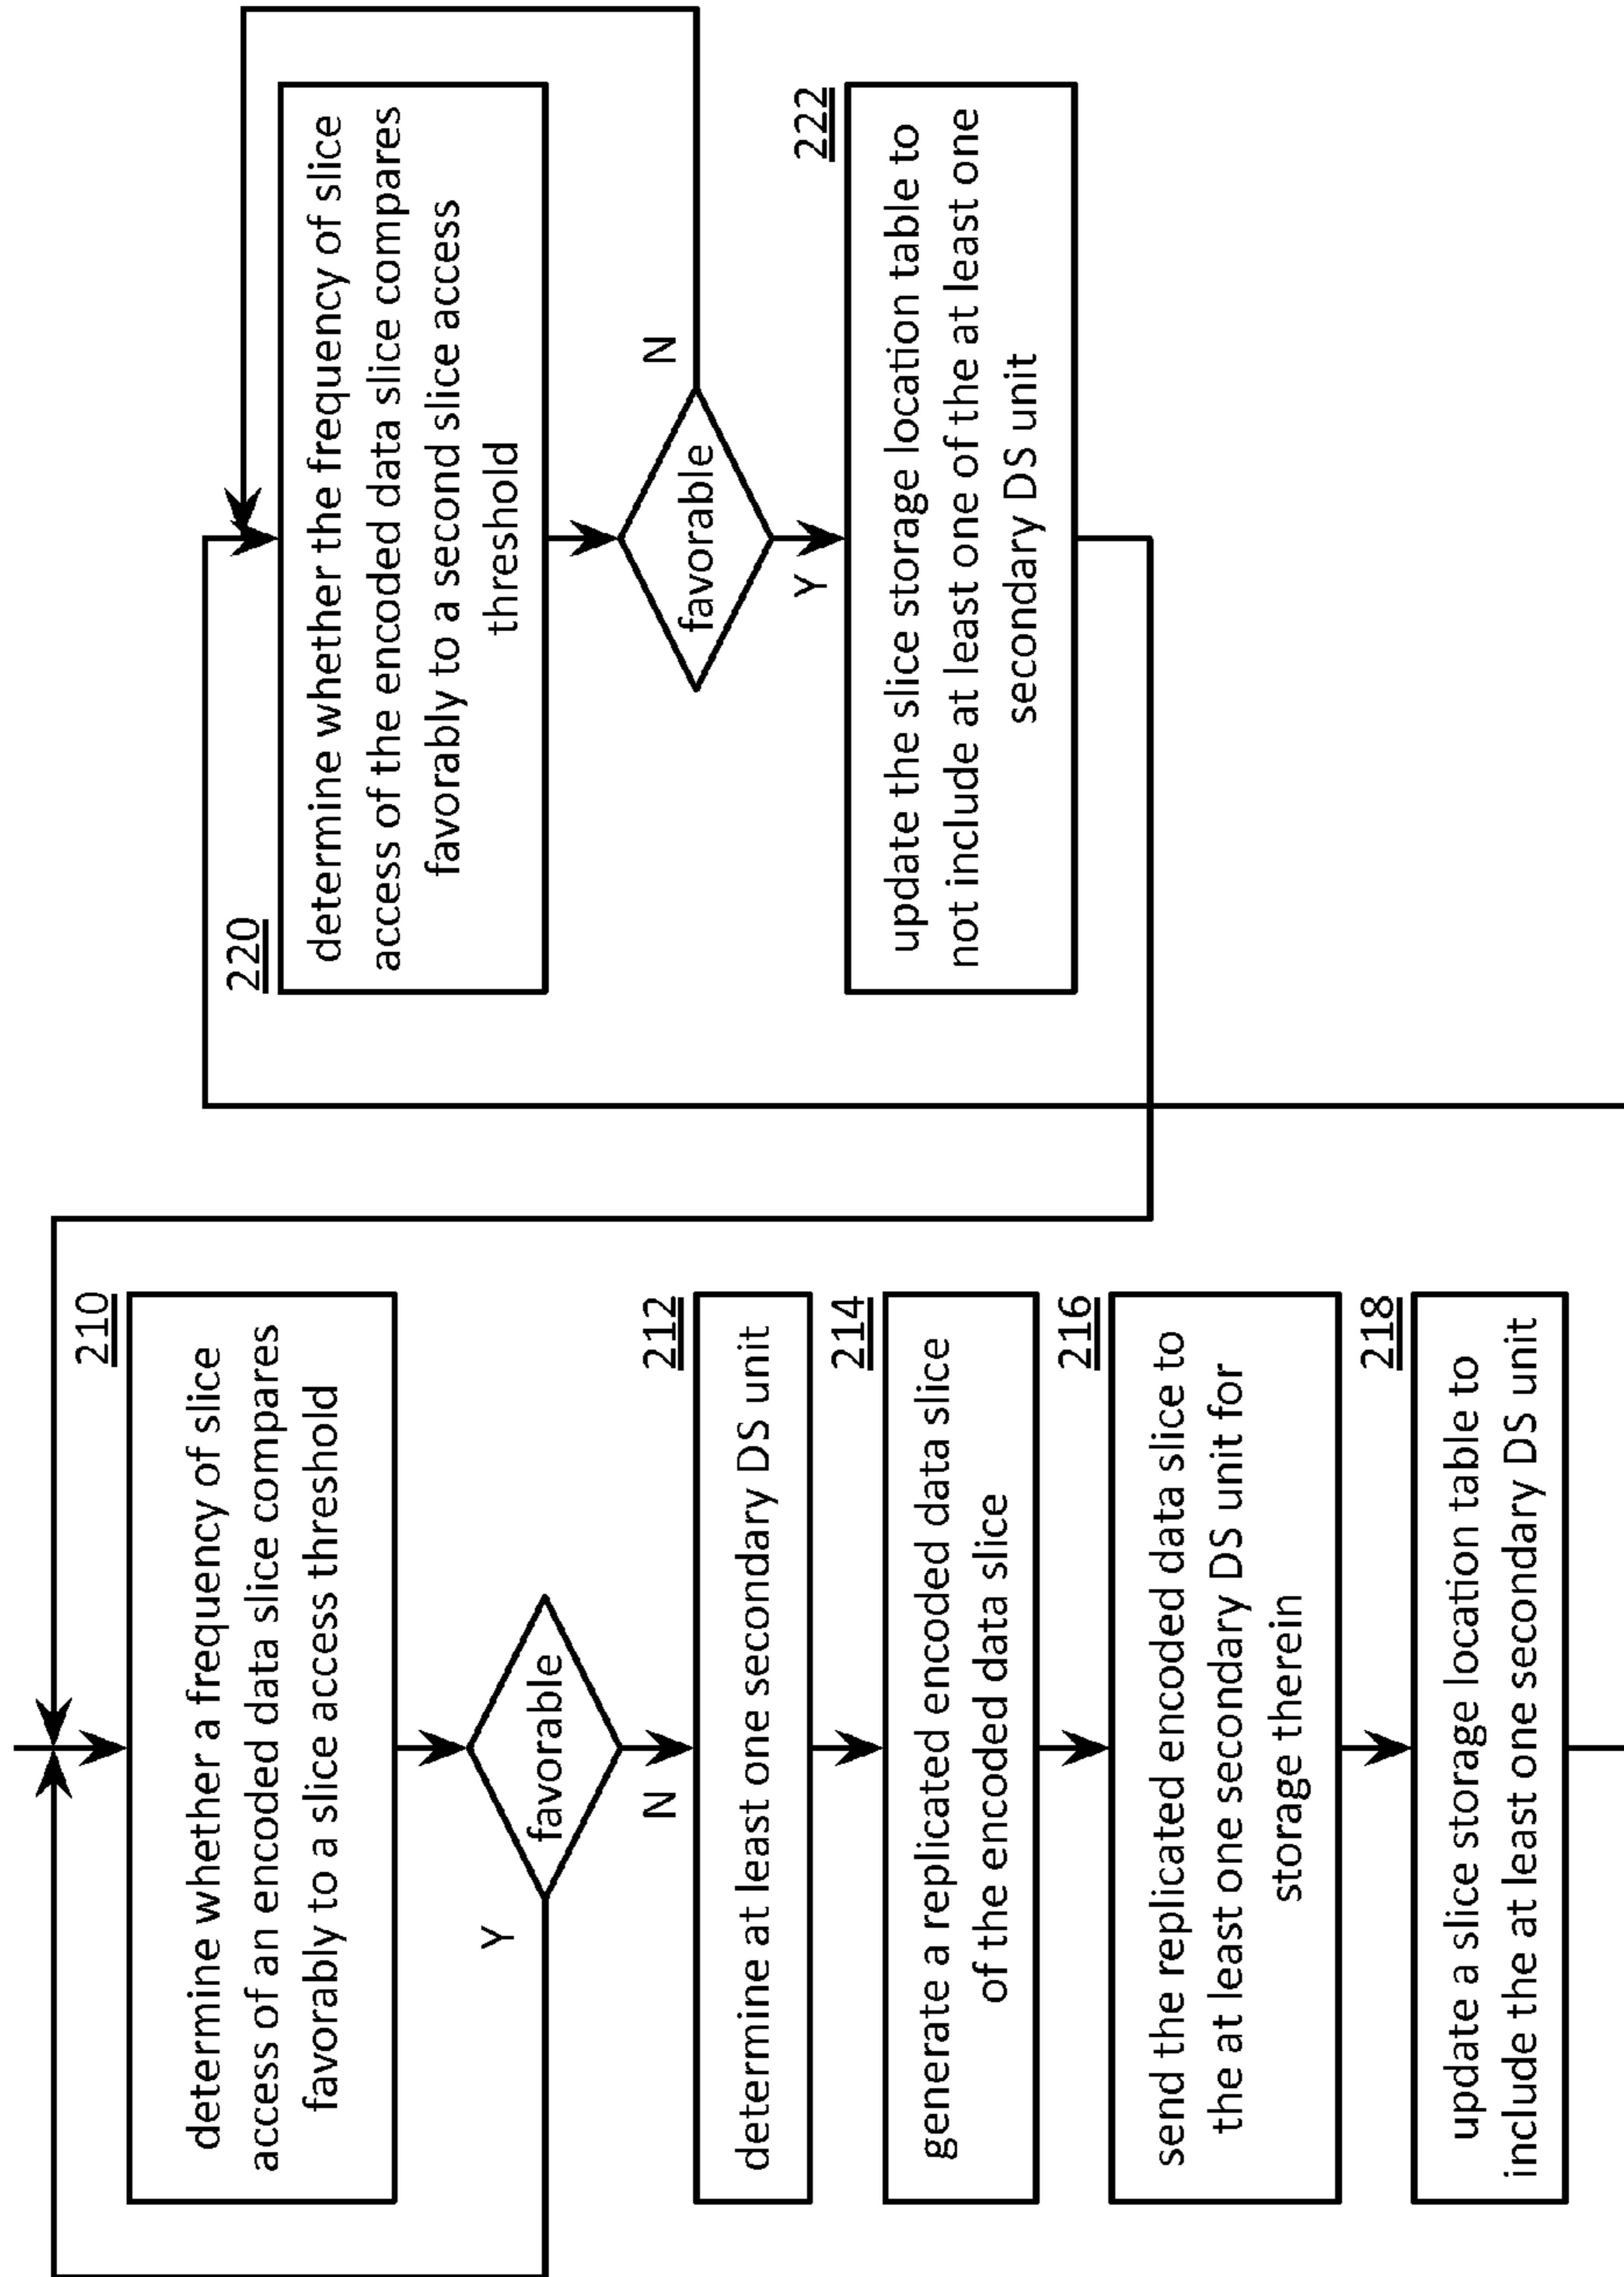 210
determine whether a frequency of slice
access of an encoded data slice compares
favorably to a slice access threshold
favorable
Y
N
212
determine at least one secondary DS unit
214
generate a replicated encoded data slice
of the encoded data slice
216
send the replicated encoded data slice to
the at least one secondary DS unit for
storage therein
218
update a slice storage location table to
include the at least one secondary DS unit
220
determine whether the frequency of slice
access of the encoded data slice compares
favorably to a second slice access
threshold
favorable
N
Y
222
update the slice storage location table to
not include at least one of the at least one
secondary DS unit